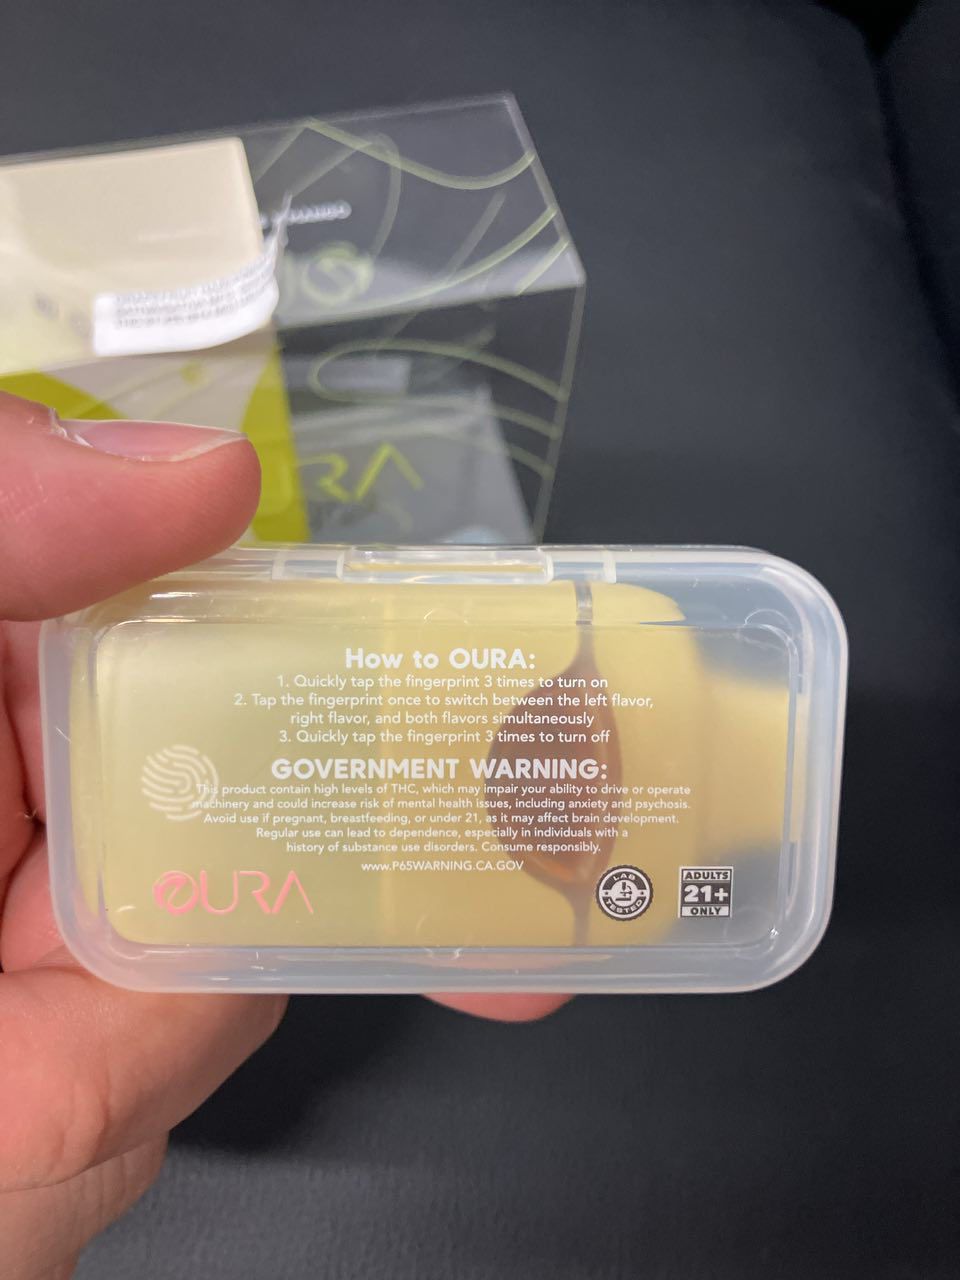 URA
How to OURA:
1. Quickly tap the fingerprint 3 times to turn on
2. Tap the fingerprint once to switch between the left flavor,
right flavor, and both flavors simultaneously
3. Quickly tap the fingerprint 3 times to turn off
GOVERNMENT WARNING:
This product contain high levels of THC, which may impair your ability to drive or operate
machinery and could increase risk of mental health issues, including anxiety and psychosis.
Avoid use if pregnant, breastfeeding, or under 21, as it may affect brain development.
Regular use can lead to dependence, especially in individuals with a
history of substance use disorders. Consume responsibly.
www.P65WARNING.CA.GOV
OURA
LAB
TESTED
ADULTS
21+
ONLY